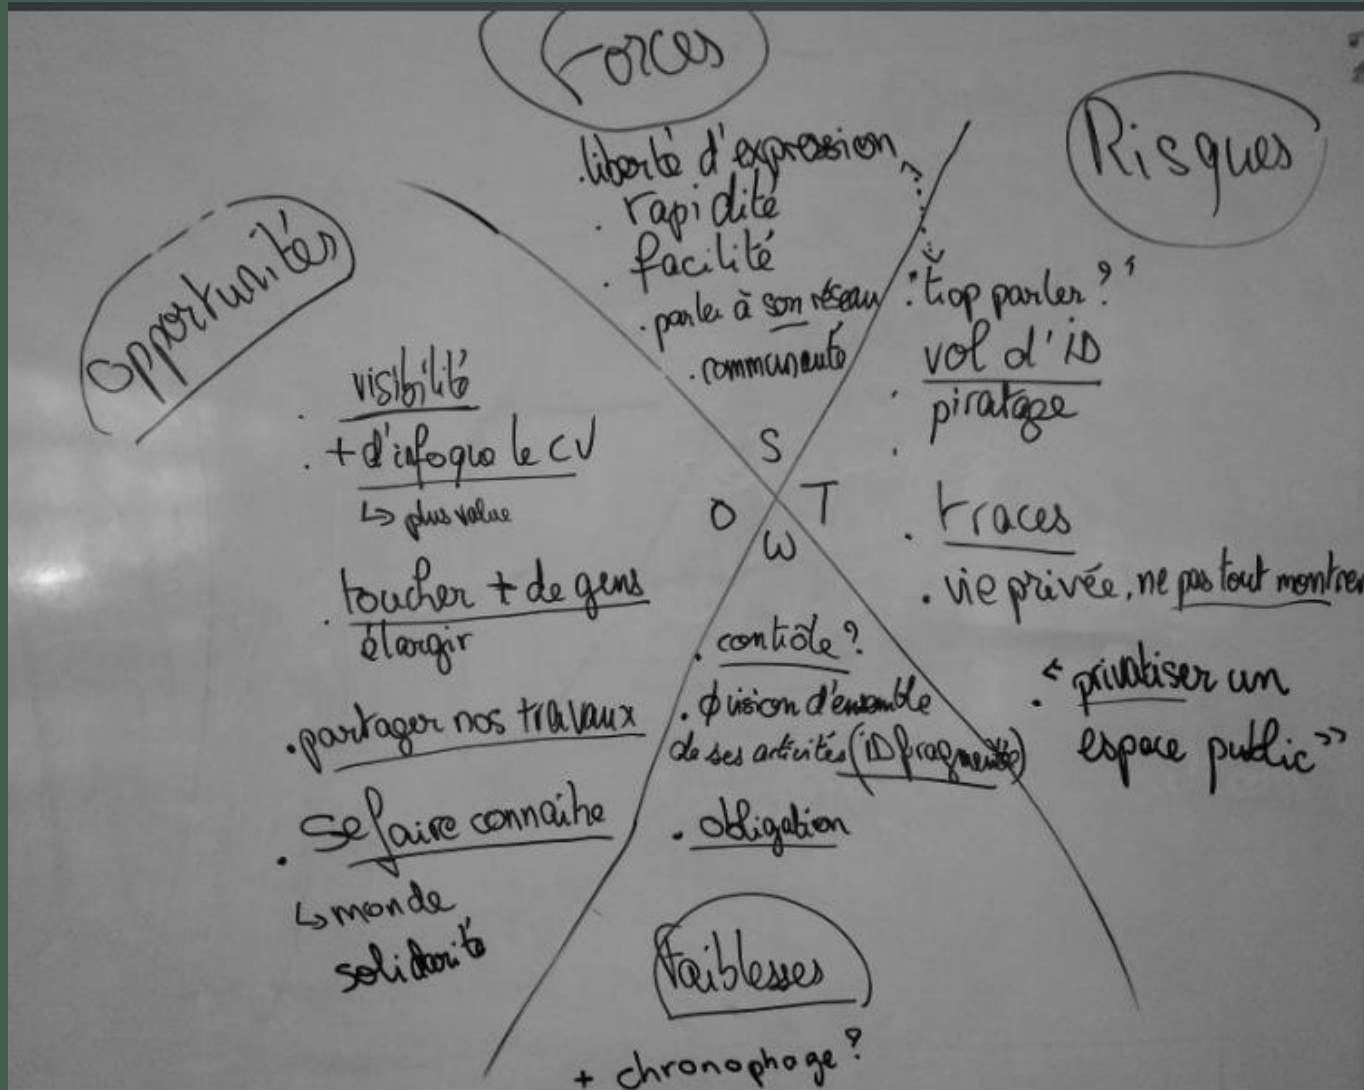 Forces
.liberté d'expression
. rapidité
. facilité
. parler à son réseau
. communauté
Risques
. "trop parler?"
. vol d'iD
. piratage
. traces
. vie privée, ne pas tout montrer
. "privatiser un
espace public"
Opportunités
. visibilité
. + d'info que le CV
↳ plus value
. toucher + de gens
élargir
. partager nos travaux
. se faire connaître
↳ monde
solidarité
S
O T
W
. contrôle?
. ϕ vision d'ensemble
de ses activités (iD fragmentée)
. obligation
Faiblesses
+ chronophage?